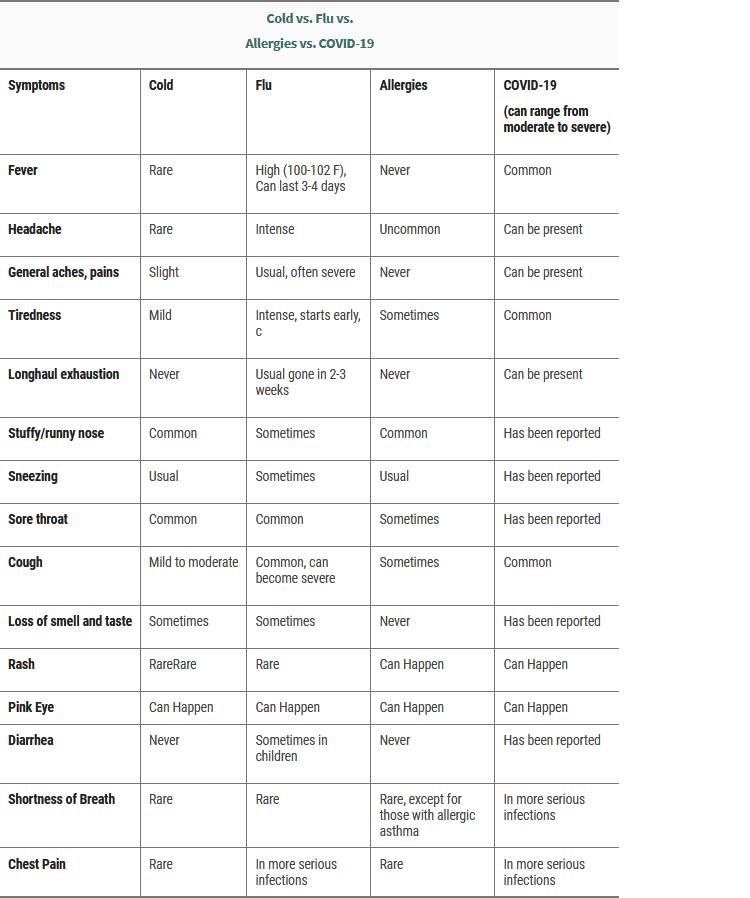 Cold vs. Flu vs.
Allergies vs. COVID-19
Symptoms Cold Flu Allergies COVID-19
(can range from
moderate to severe)
Fever Rare High (100-102 F), Never Common
Can last 3-4 days
Headache Rare Intense Uncommon Can be present
General aches, pains Slight Usual, often severe Never Can be present
Tiredness Mild Intense, starts early, Sometimes Common
c
Longhaul exhaustion Never Usual gone in 2-3 Never Can be present
weeks
Stuffy/runny nose Common Sometimes Common Has been reported
Sneezing Usual Sometimes Usual Has been reported
Sore throat Common Common Sometimes Has been reported
Cough Mild to moderate Common, can Sometimes Common
become severe
Loss of smell and taste Sometimes Sometimes Never Has been reported
Rash RareRare Rare Can Happen Can Happen
Pink Eye Can Happen Can Happen Can Happen Can Happen
Diarrhea Never Sometimes in Never Has been reported
children
Shortness of Breath Rare Rare Rare, except for In more serious
those with allergic infections
asthma
Chest Pain Rare In more serious Rare In more serious
infections infections